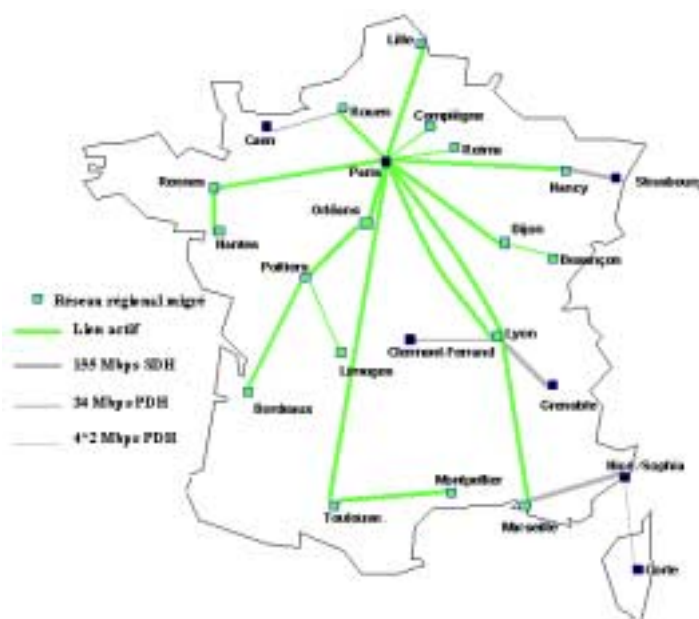 Lille
Rouen
Compiègne
Caen
Reims
Paris
Rennes
Nancy
Strasbourg
Orléans
Nantes
Dijon
Besançon
Poitiers
Réseau régional migré
Lien actif
Lyon
Clermont-Ferrand
155 Mbps SDH
Limoges
Grenoble
34 Mbps PDH
Bordeaux
4*2 Mbps PDH
Nice/Sophia
Montpellier
Toulouse
Marseille
Corte